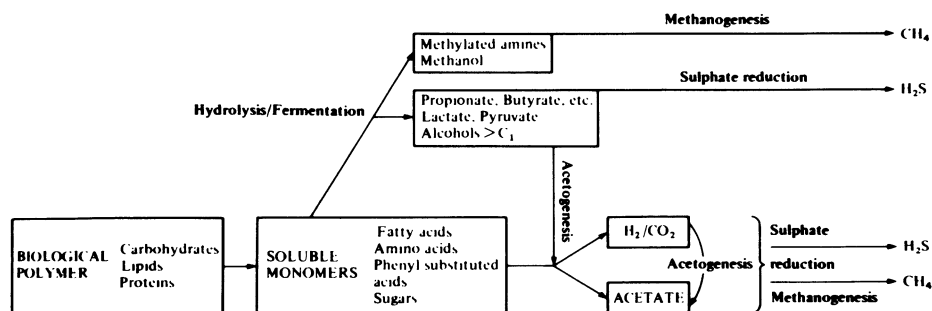 Methanogenesis
CH₄
Methylated amines
Methanol
Sulphate reduction
H₂S
Hydrolysis/Fermentation
Propionate, Butyrate, etc.
Lactate, Pyruvate
Alcohols >C₁
Acetogenesis
BIOLOGICAL
POLYMER
Carbohydrates
Lipids
Proteins
SOLUBLE
MONOMERS
Fatty acids
Amino acids
Phenyl substituted
acids
Sugars
H₂/CO₂
ACETATE
Acetogenesis
Sulphate
reduction
H₂S
CH₄
Methanogenesis